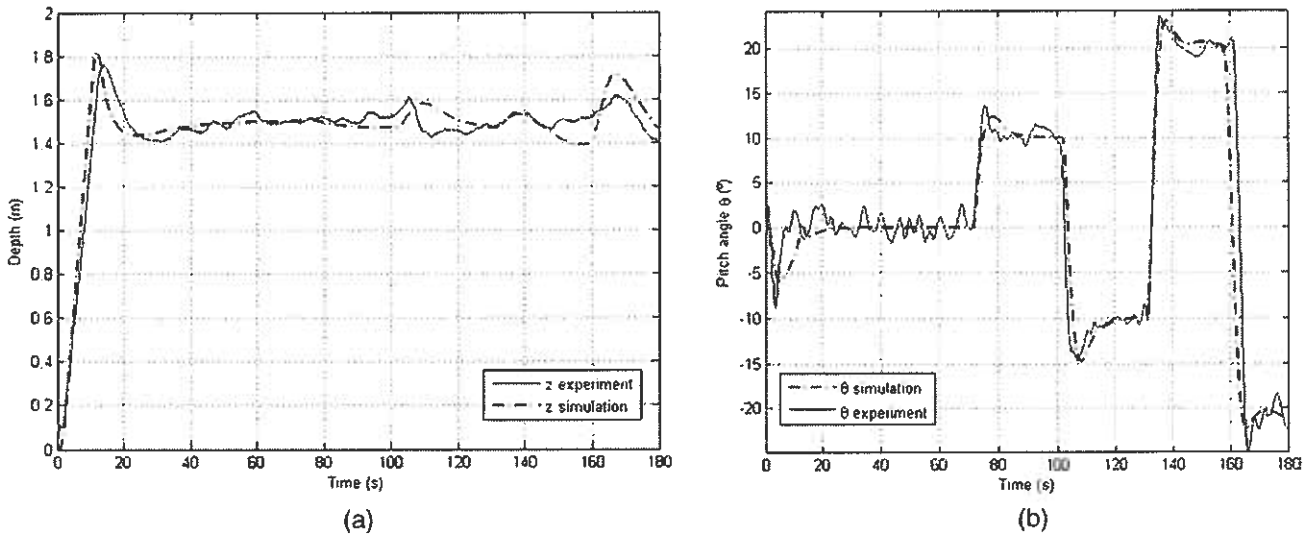 2
1.8
1.6
1.4
1.2
1
0.8
0.6
0.4
0.2
0
Depth (m)
0 20 40 60 80 100 120 140 160 180
Time (s)
z experiment
z simulation
(a)
20
15
10
5
0
-5
-10
-15
-20
Pitch angle θ (º)
0 20 40 60 80 100 120 140 160 180
Time (s)
θ simulation
θ experiment
(b)